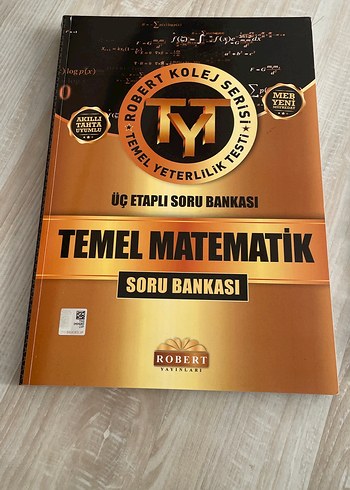 ROBERT KOLEJ SERİSİ
TYT
TEMEL YETERLİLİK TESTİ
AKILLI
TAHTA
UYUMLU
MEB
YENİ
MÜFREDAT
ÜÇ ETAPLI SORU BANKASI
TEMEL MATEMATİK
SORU BANKASI
ROBERT
YAYINLARI